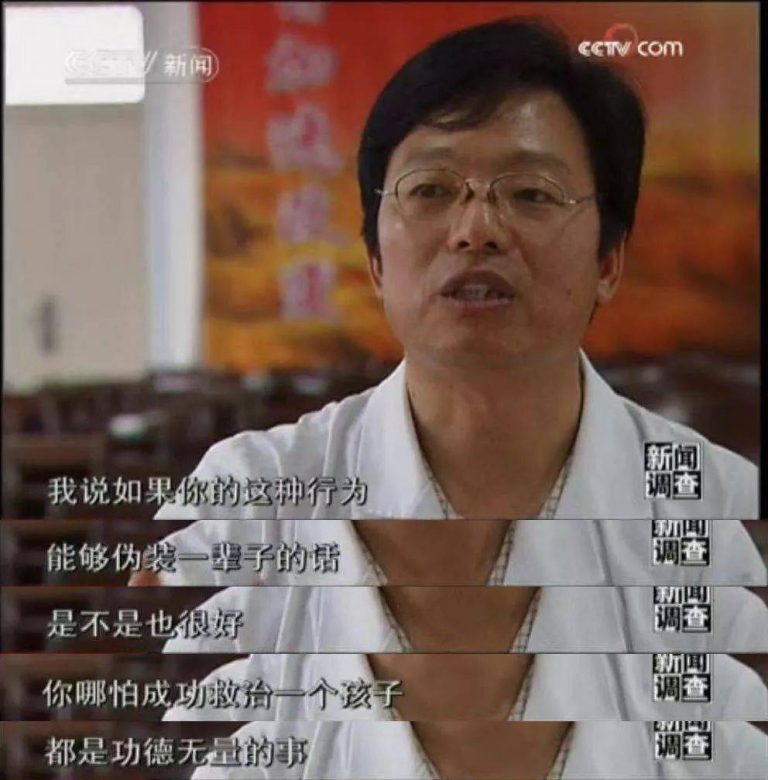 CCTV 新闻
CCTV com
我说如果你的这种行为
新闻
调查
能够伪装一辈子的话
新闻
调查
是不是也很好
新闻
调查
你哪怕成功救治一个孩子
新闻
调查
都是功德无量的事
新闻
调查